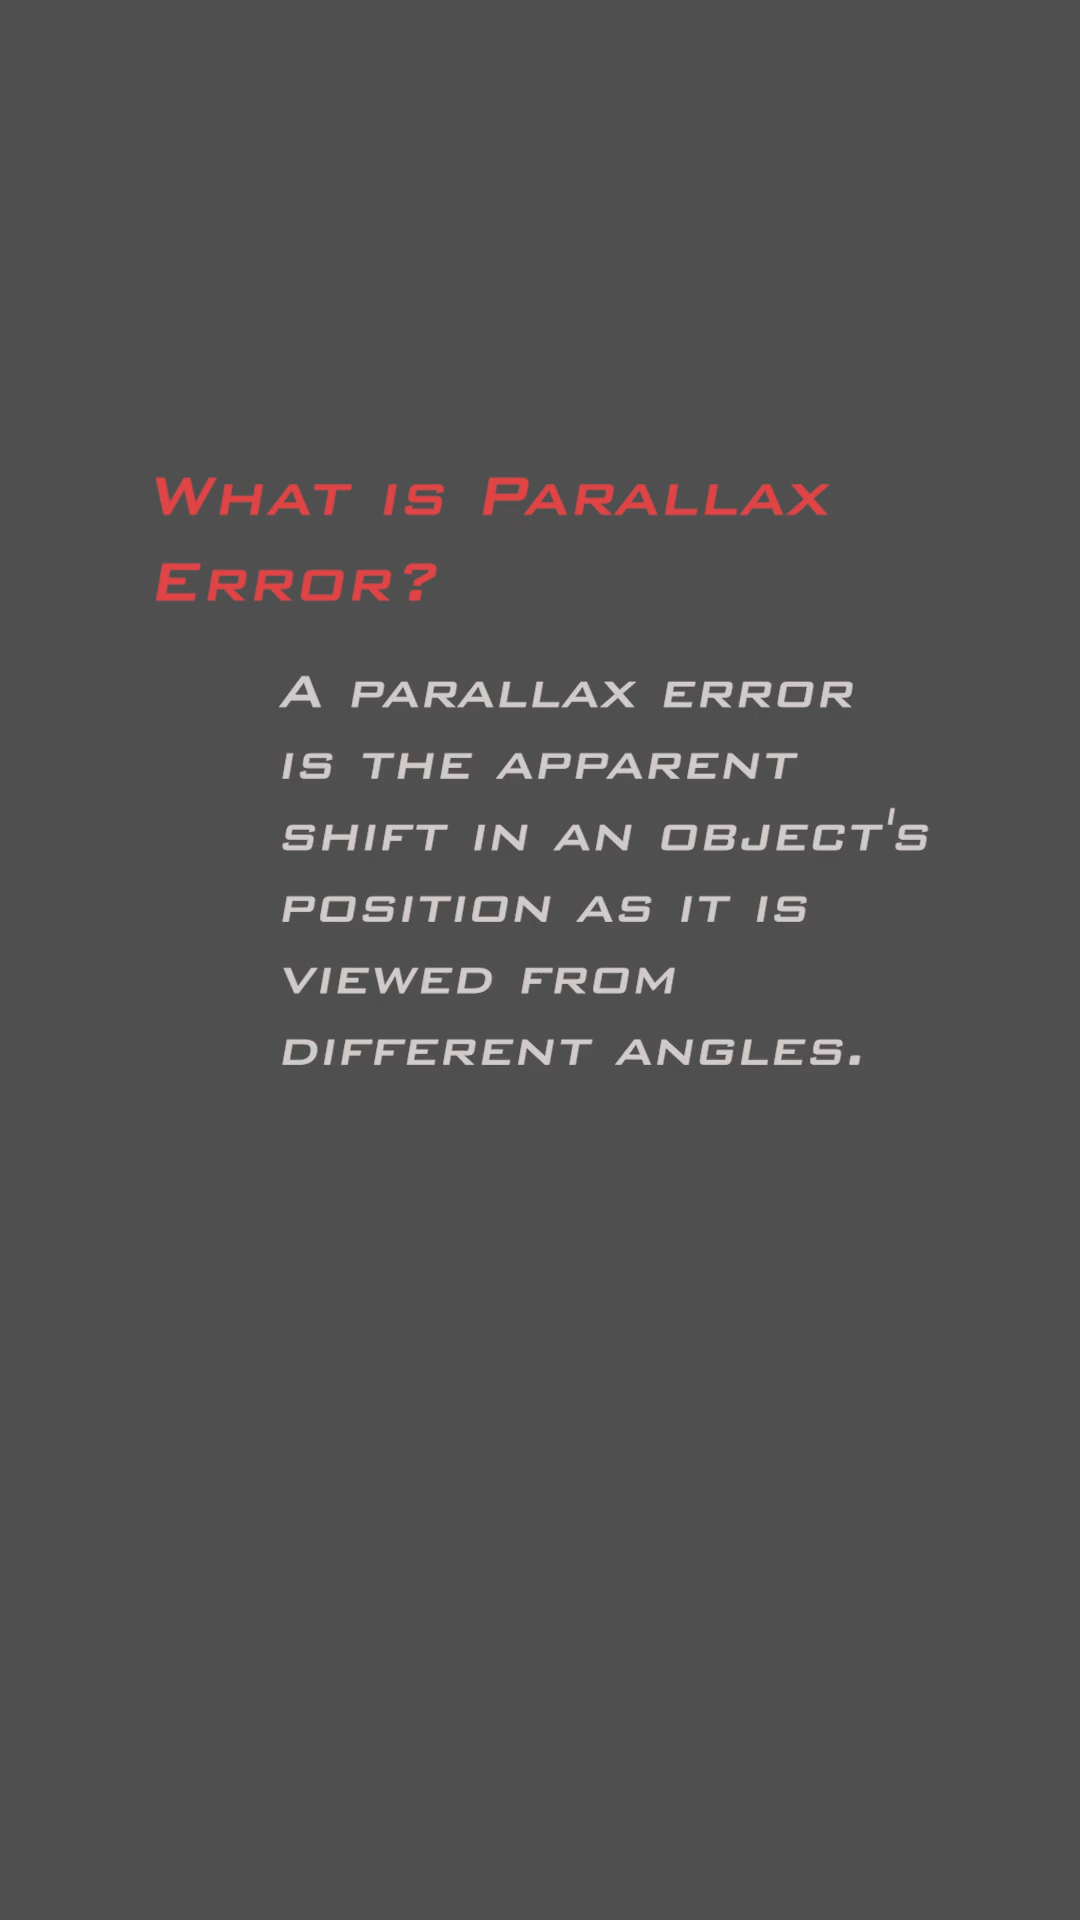 What is Parallax
Error?
A parallax error
is the apparent
shift in an object's
position as it is
viewed from
different angles.